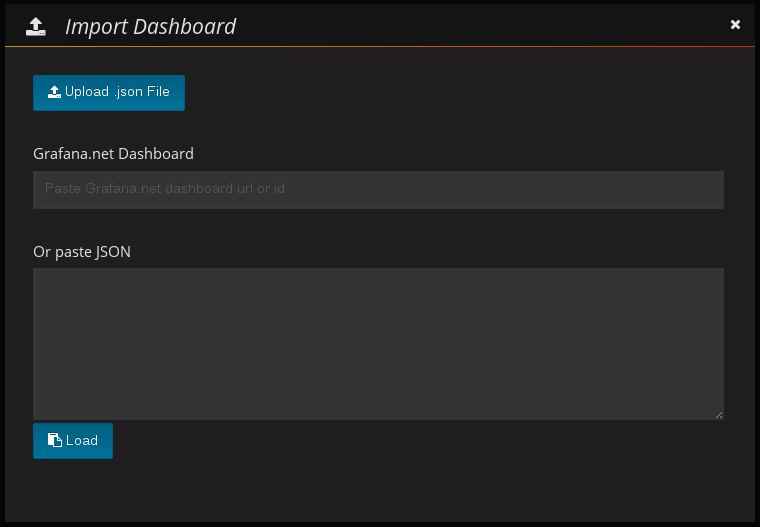 Import Dashboard
Upload .json File
Grafana.net Dashboard
Paste Grafana.net dashboard url or id
Or paste JSON
Load